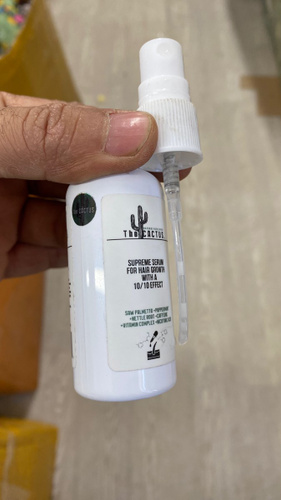 The CACTUS
SUPREME SERUM
FOR HAIR GROWTH
WITH A
10/10 EFFECT
SAW PALMETTO •PEPPERMINT
•NETTLE ROOT •CAFFEINE
•VITAMIN COMPLEX •
CACTUS